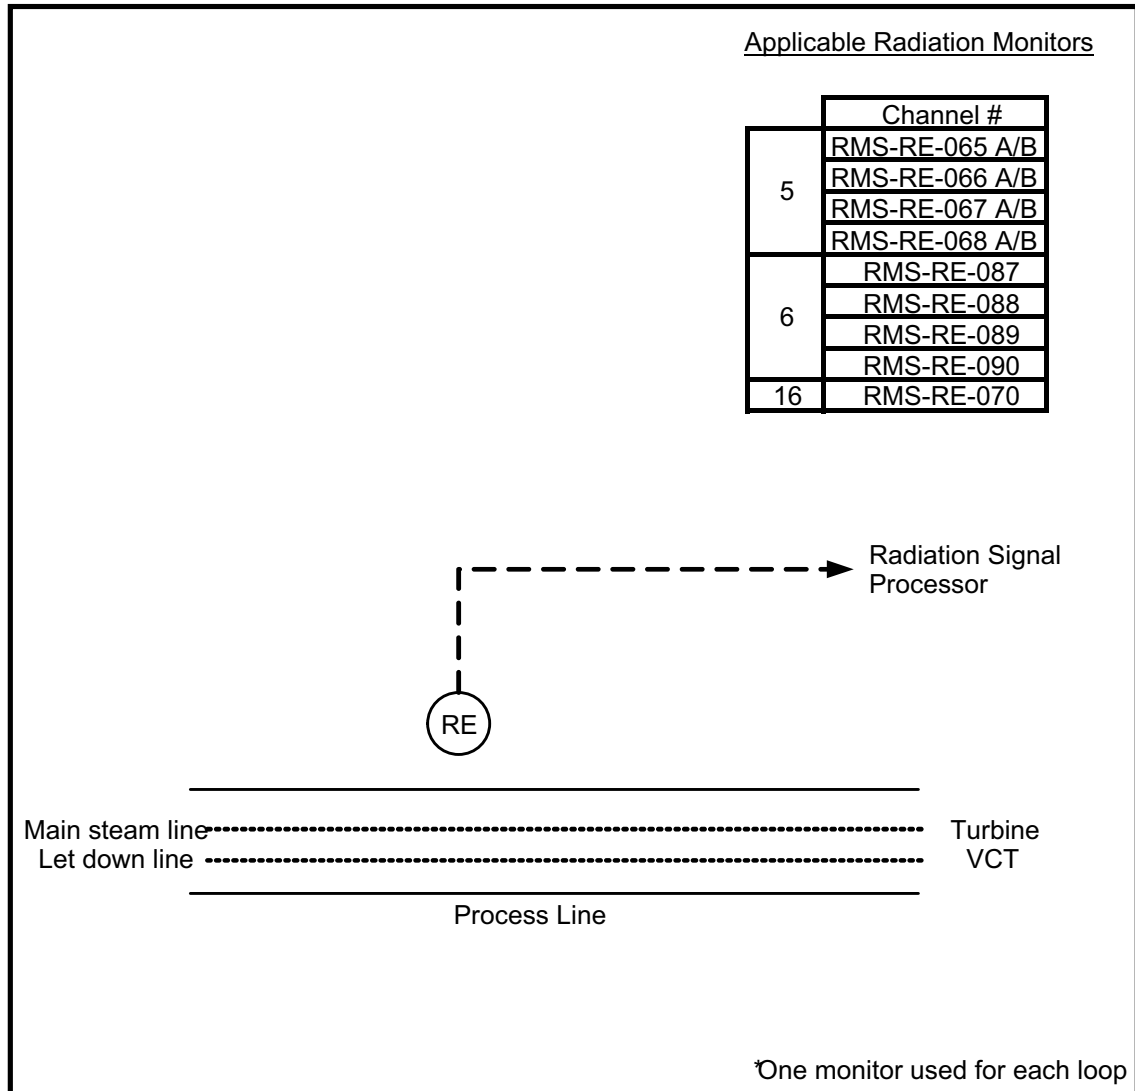 Applicable Radiation Monitors
Channel #
5
RMS-RE-065 A/B
RMS-RE-066 A/B
RMS-RE-067 A/B
RMS-RE-068 A/B
6
RMS-RE-087
RMS-RE-088
RMS-RE-089
RMS-RE-090
16 RMS-RE-070
Radiation Signal
Processor
RE
Main steam line Turbine
Let down line VCT
Process Line
*One monitor used for each loop